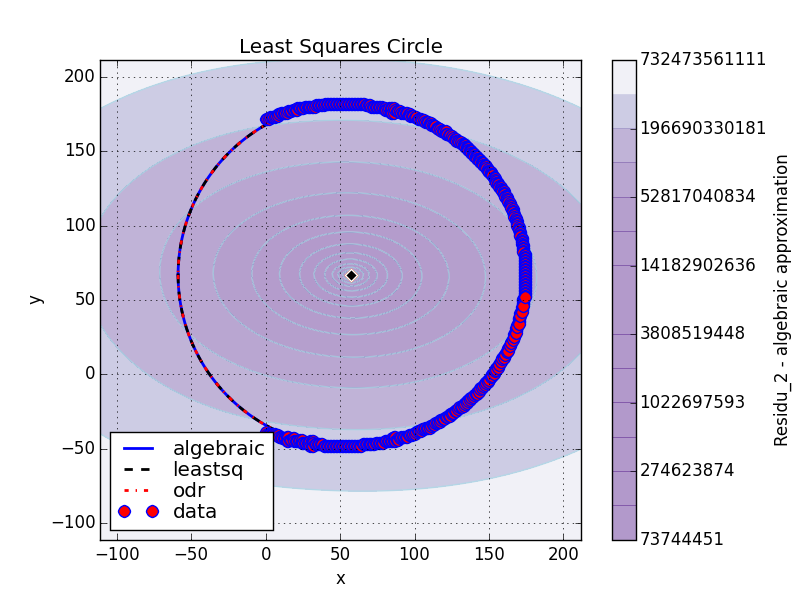 Least Squares Circle
200
150
100
50
0
−50
−100
y
−100
−50
0
50
100
150
200
x
algebraic
leastsq
odr
data
732473561111
196690330181
52817040834
14182902636
3808519448
1022697593
274623874
73744451
Residu_2 - algebraic approximation